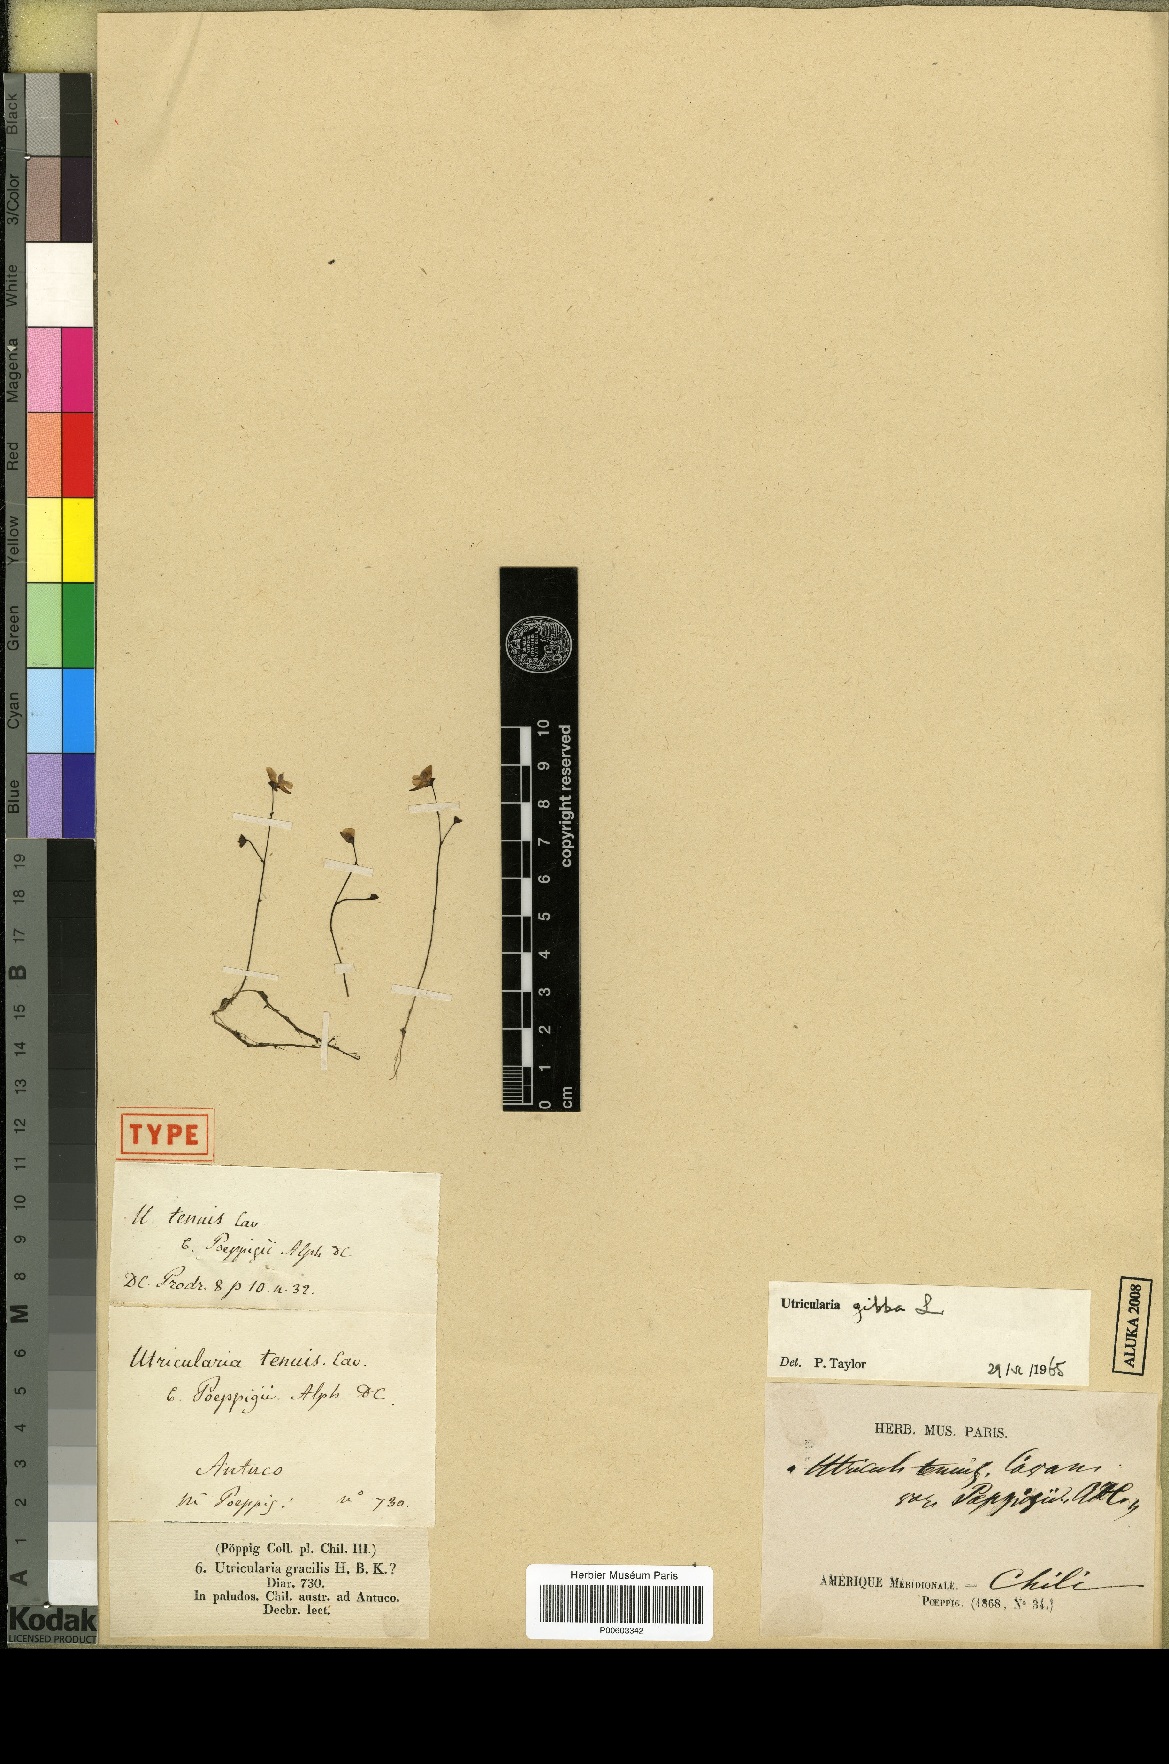 Black
3/Color
White
Magenta
Red
Yellow
Green
Cyan
Blue
19
18
17
B
15
14
13
12
11
10
9
8
M
6
5
4
3
2
1
A
Kodak
LICENSED PRODUCT
10
9
8
7
6
5
4
3
2
1
0
cm
copyright reserved
TYPE
U. tenuis Cav
β. Poeppigii Alph DC.
DC. Prodr. 8 p 10. n. 32.
Utricularia tenuis. Cav.
β. Poeppigii. Alph DC.
Antuco
Poeppig! n° 730.
(Pöppig Coll. pl. Chil. III.)
6. Utricularia gracilis H. B. K.?
Diar. 730.
In paludos. Chil. austr. ad Antuco.
Decbr. lect.
Herbier Muséum Paris
P00603342
Utricularia gibba L
Det. P. Taylor 29/VI/1965
ALUKA 2008
HERB. MUS. PARIS.
tenuis. Cavan.
var. Poeppigii. ADC.
AMÉRIQUE MÉRIDIONALE. — Chili
POEPPIG. (1868, N° 34.)